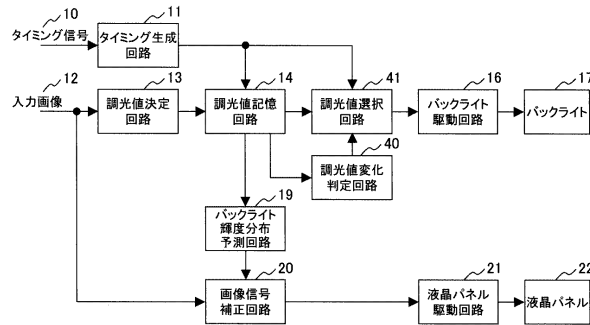 10
タイミング信号
11
タイミング生成
回路
12
入力画像
13
調光値決定
回路
14
調光値記憶
回路
41
調光値選択
回路
16
バックライト
駆動回路
17
バックライト
40
調光値変化
判定回路
19
バックライト
輝度分布
予測回路
20
画像信号
補正回路
21
液晶パネル
駆動回路
22
液晶パネル